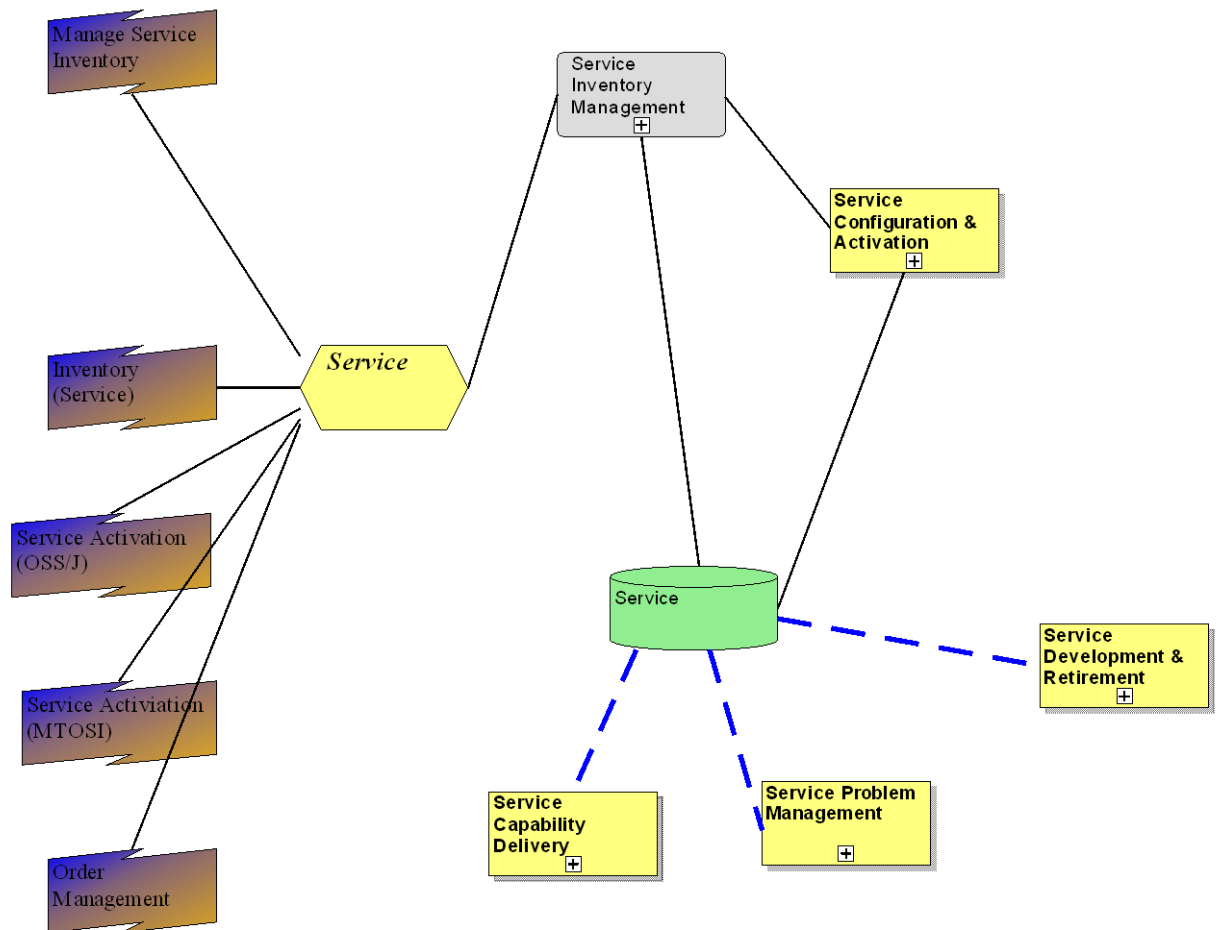 Manage Service
Inventory
Service
Inventory
Management
Service
Configuration &
Activation
Service
Inventory
(Service)
Service Activation
(OSS/J)
Service
Service
Development &
Retirement
Service Activiation
(MTOSI)
Service
Capability
Delivery
Service Problem
Management
Order
Management